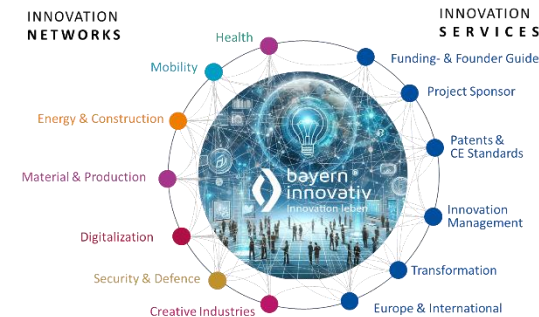 INNOVATION
NETWORKS
Health
Mobility
Energy & Construction
Material & Production
Digitalization
Security & Defence
Creative Industries
bayern
innovativ
Innovation leben
INNOVATION
SERVICES
Funding- & Founder Guide
Project Sponsor
Patents &
CE Standards
Innovation
Management
Transformation
Europe & International